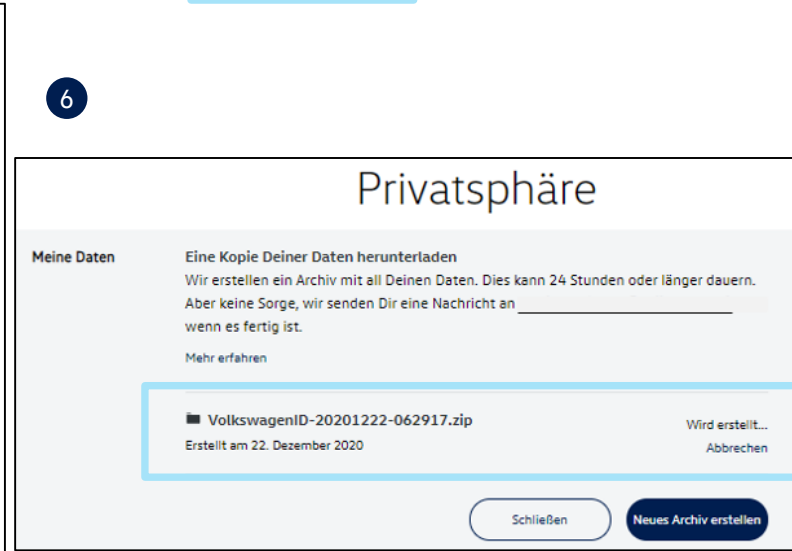 6
Privatsphäre
Meine Daten
Eine Kopie Deiner Daten herunterladen
Wir erstellen ein Archiv mit all Deinen Daten. Dies kann 24 Stunden oder länger dauern.
Aber keine Sorge, wir senden Dir eine Nachricht an
wenn es fertig ist.
Mehr erfahren
VolkswagenID-20201222-062917.zip
Wird erstellt...
Erstellt am 22. Dezember 2020
Abbrechen
Schließen
Neues Archiv erstellen